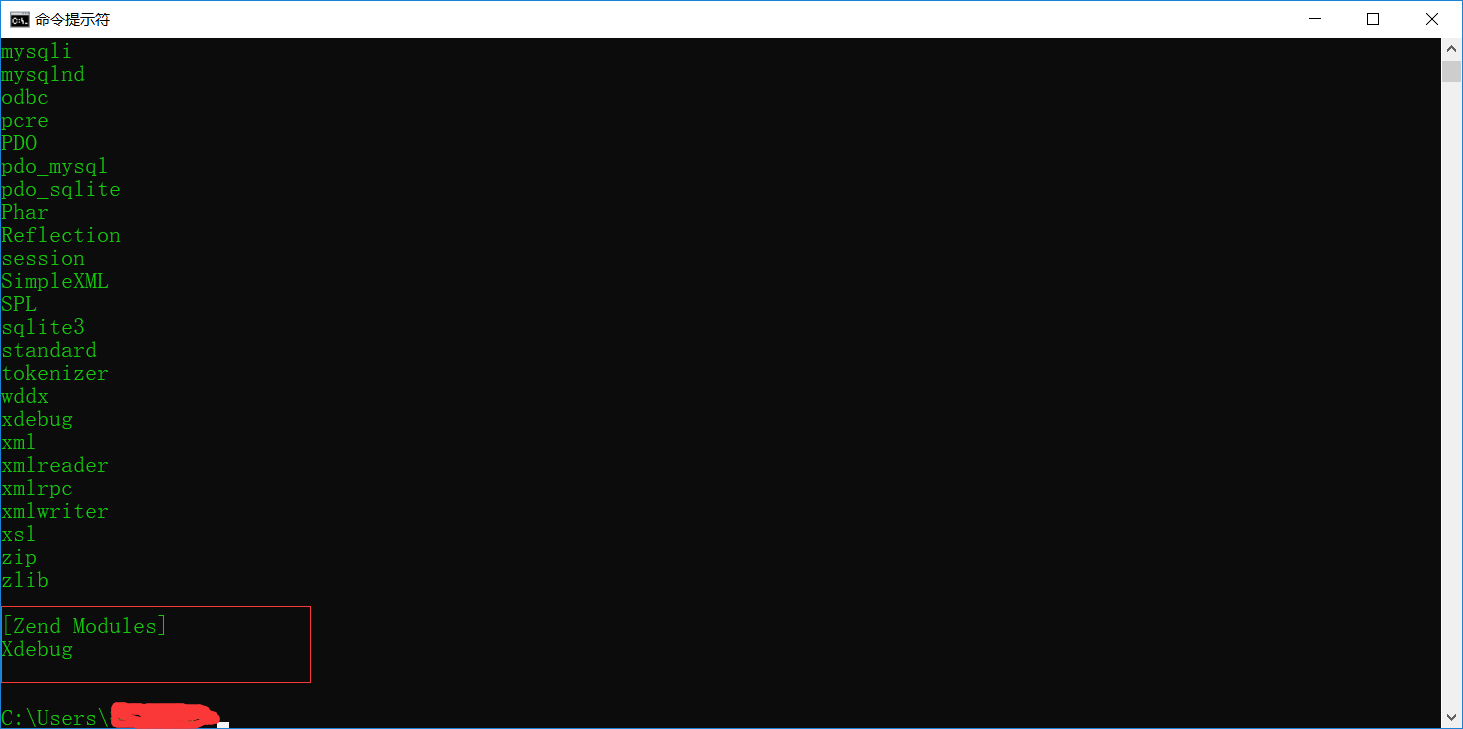 命令提示符
mysqli
mysqlnd
odbc
pcre
PDO
pdo_mysql
pdo_sqlite
Phar
Reflection
session
SimpleXML
SPL
sqlite3
standard
tokenizer
wddx
xdebug
xml
xmlreader
xmlrpc
xmlwriter
xsl
zip
zlib
[Zend Modules]
Xdebug
C:\Users\